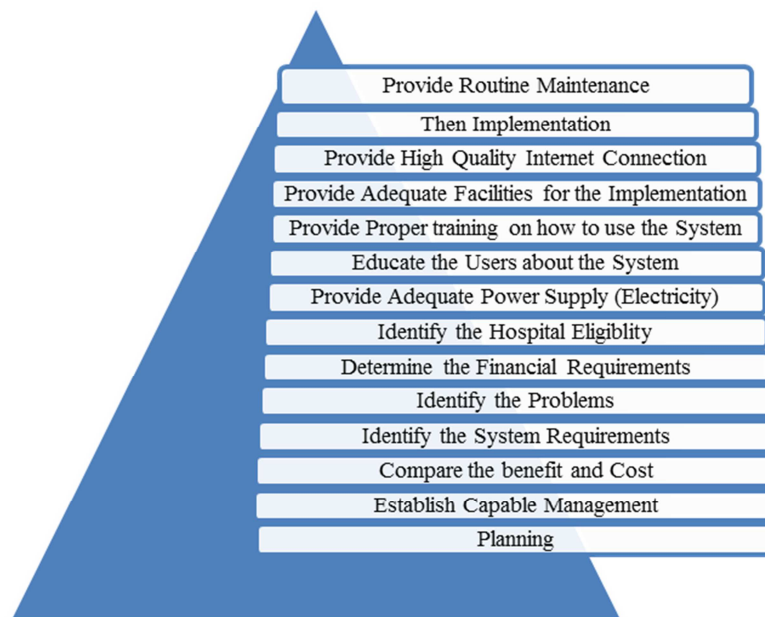 Provide Routine Maintenance
Then Implementation
Provide High Quality Internet Connection
Provide Adequate Facilities for the Implementation
Provide Proper training on how to use the System
Educate the Users about the System
Provide Adequate Power Supply (Electricity)
Identify the Hospital Eligiblity
Determine the Financial Requirements
Identify the Problems
Identify the System Requirements
Compare the benefit and Cost
Establish Capable Management
Planning